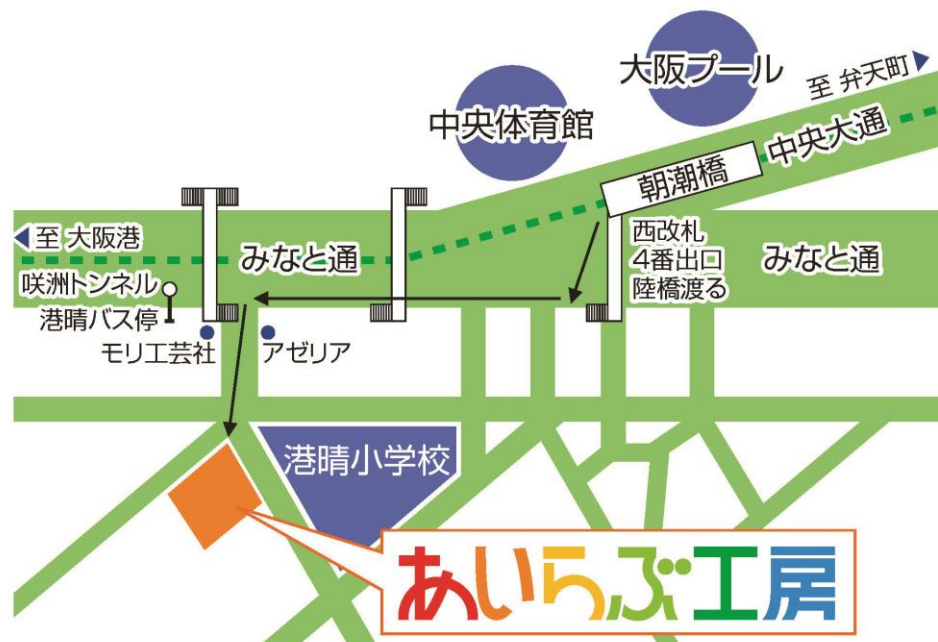 大阪プール
至 弁天町
中央体育館
中央大通
朝潮橋
至 大阪港
みなと通
西改札
4番出口
陸橋渡る
みなと通
咲洲トンネル
港晴バス停
モリ工芸社
アゼリア
港晴小学校
あいらぶ工房